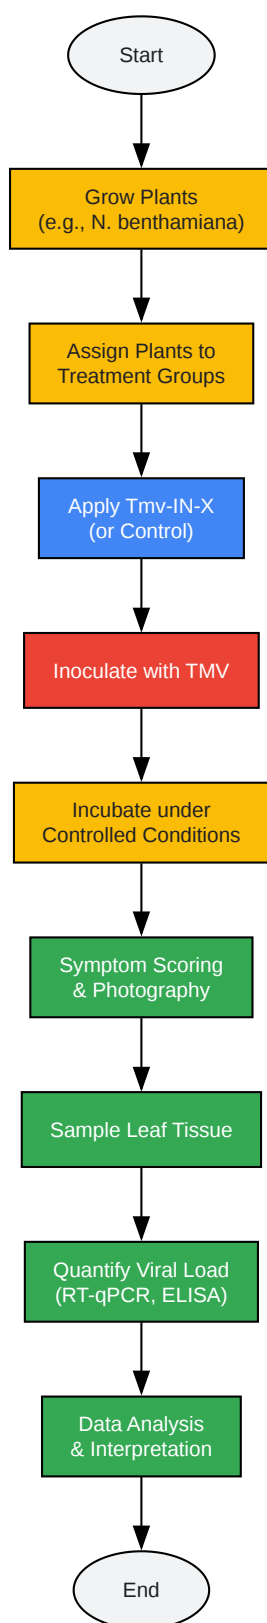 Start
Grow Plants
(e.g., N. benthamiana)
Assign Plants to
Treatment Groups
Apply Tmv-IN-X
(or Control)
Inoculate with TMV
Incubate under
Controlled Conditions
Symptom Scoring
& Photography
Sample Leaf Tissue
Quantify Viral Load
(RT-qPCR, ELISA)
Data Analysis
& Interpretation
End